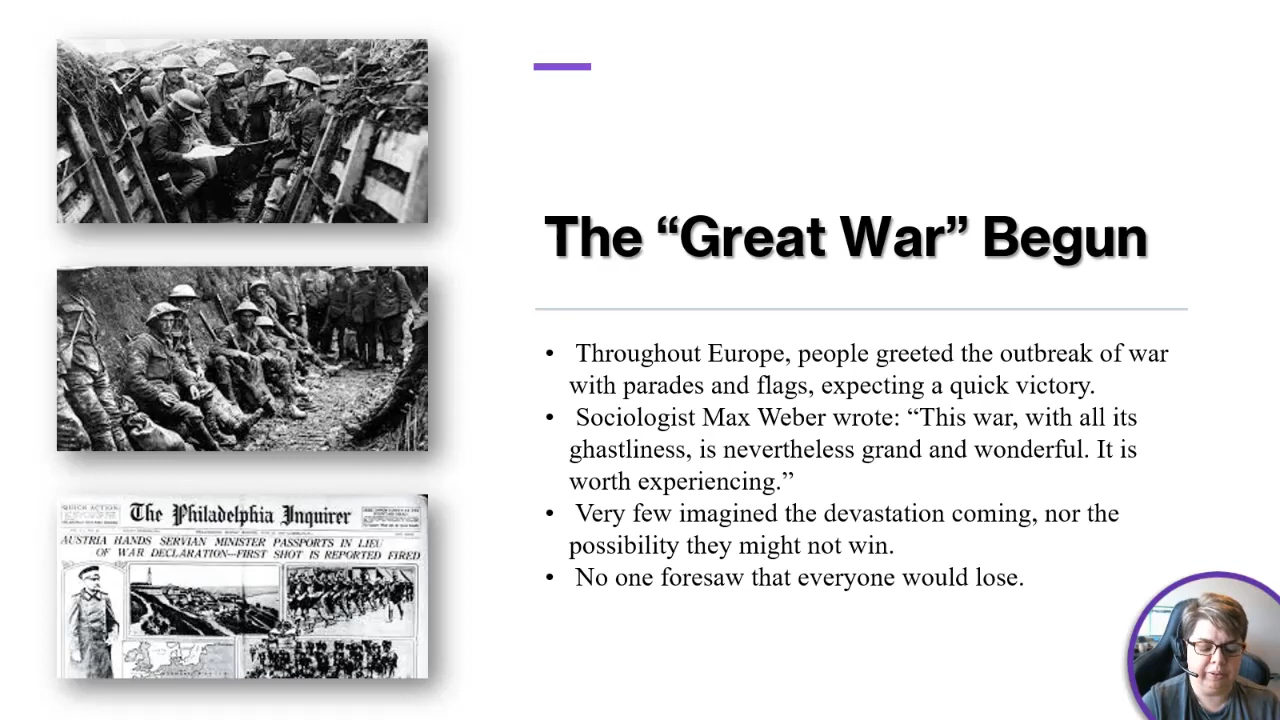 The “Great War” Begun
• Throughout Europe, people greeted the outbreak of war
with parades and flags, expecting a quick victory.
• Sociologist Max Weber wrote: “This war, with all its
ghastliness, is nevertheless grand and wonderful. It is
worth experiencing.”
• Very few imagined the devastation coming, nor the
possibility they might not win.
• No one foresaw that everyone would lose.
QUICK ACTION
The Philadelphia Inquirer
AUSTRIA HANDS SERVIAN MINISTER PASSPORTS IN LIEU
OF WAR DECLARATION—FIRST SHOT IS REPORTED FIRED